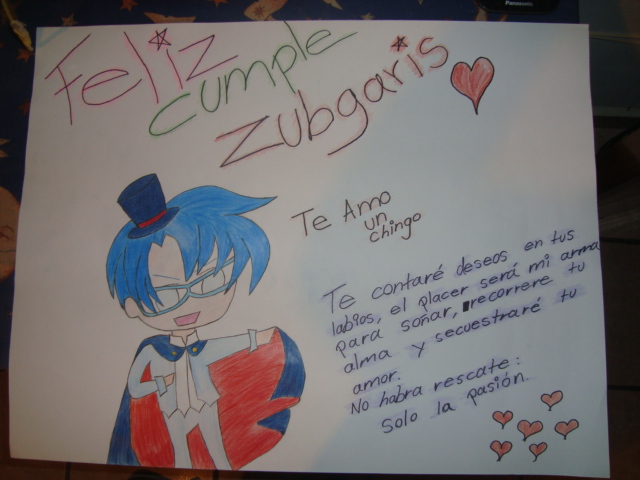 Panasonic
Feliz
cumple
Zubgaris
Te Amo
un
chingo
Te contaré deseos en tus
labios, el placer será mi arma
para soñar, recorrere tu
alma y secuestraré tu
amor.
No habra rescate:
solo la pasión.